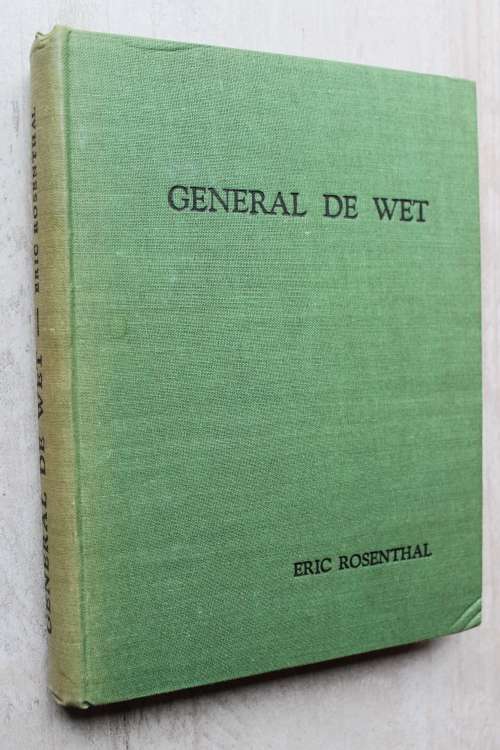 GENERAL DE WET
ERIC ROSENTHAL
GENERAL DE WET — ERIC ROSENTHAL